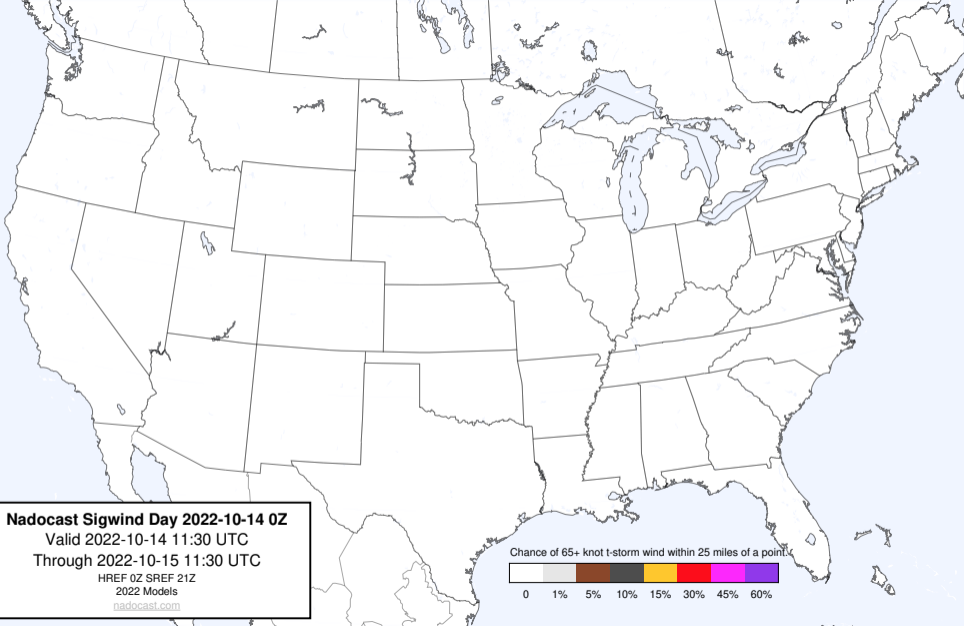 Nadocast Sigwind Day 2022-10-14 0Z
Valid 2022-10-14 11:30 UTC
Through 2022-10-15 11:30 UTC
HREF 0Z SREF 21Z
2022 Models
nadocast.com
Chance of 65+ knot t-storm wind within 25 miles of a point.
0 1% 5% 10% 15% 30% 45% 60%